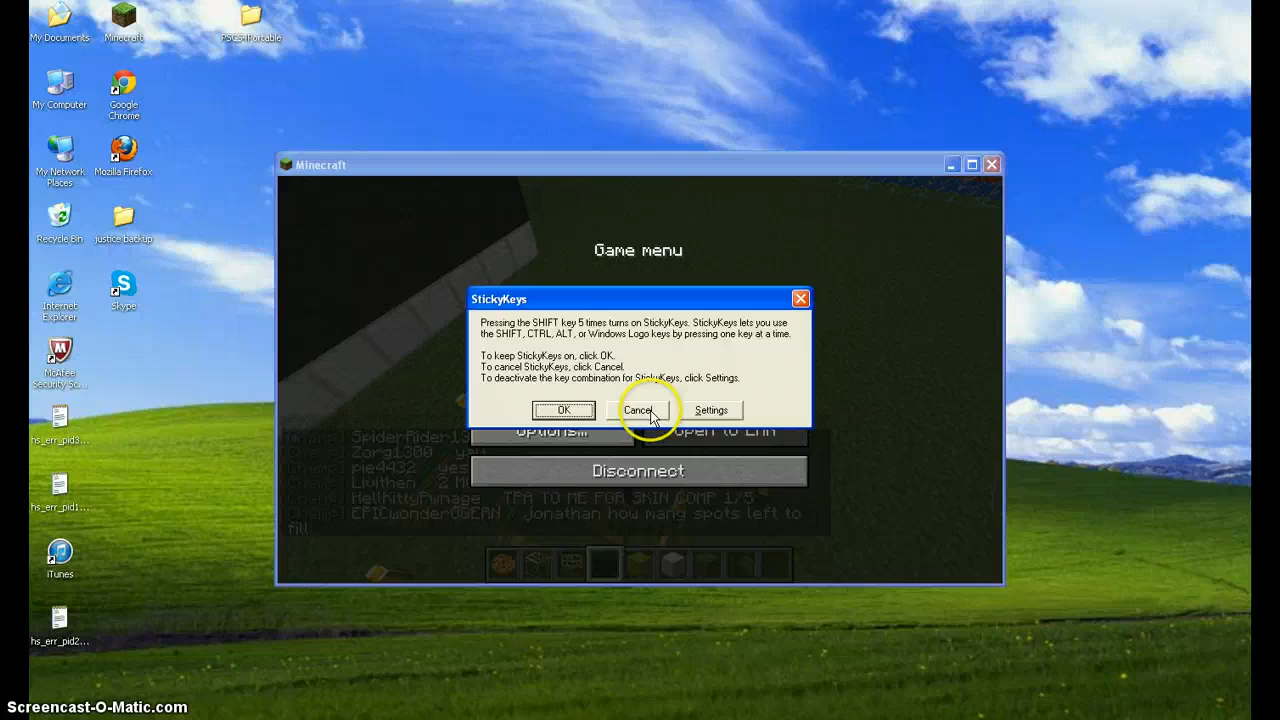 My Documents
Minecraft
PSCS4Portable
My Computer
Google
Chrome
My Network
Places
Mozilla Firefox
Recycle Bin
justice backup
Internet
Explorer
Skype
McAfee
Security Sc...
hs_err_pid3...
hs_err_pid1...
iTunes
hs_err_pid2...
Minecraft
Game menu
StickyKeys
Pressing the SHIFT key 5 times turns on StickyKeys. StickyKeys lets you use
the SHIFT, CTRL, ALT, or Windows Logo keys by pressing one key at a time.
To keep StickyKeys on, click OK.
To cancel StickyKeys, click Cancel.
To deactivate the key combination for StickyKeys, click Settings.
OK
Cancel
Settings
Options...
Open to LAN
Disconnect
[Champ] SpiderRider13
Zorg1300 yay
pie4432 yes
Livithen
[Champ] HellkittyPwnage TPA TO ME FOR SKIN COMP 1/5
[Champ] Jonathan how many spots left to
fill
Screencast-O-Matic.com